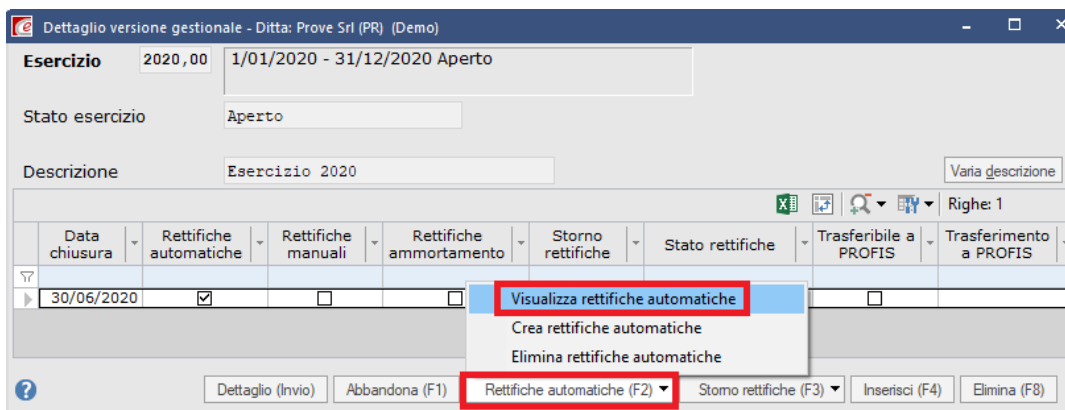 Dettaglio versione gestionale - Ditta: Prove Srl (PR) (Demo)
Esercizio 2020,00 1/01/2020 - 31/12/2020 Aperto
Stato esercizio Aperto
Descrizione Esercizio 2020 Varia descrizione
Righe: 1
Data chiusura Rettifiche automatiche Rettifiche manuali Rettifiche ammortamento Storno rettifiche Stato rettifiche Trasferibile a PROFIS Trasferimento a PROFIS
30/06/2020
Visualizza rettifiche automatiche
Crea rettifiche automatiche
Elimina rettifiche automatiche
Dettaglio (Invio) Abbandona (F1) Rettifiche automatiche (F2) Storno rettifiche (F3) Inserisci (F4) Elimina (F8)